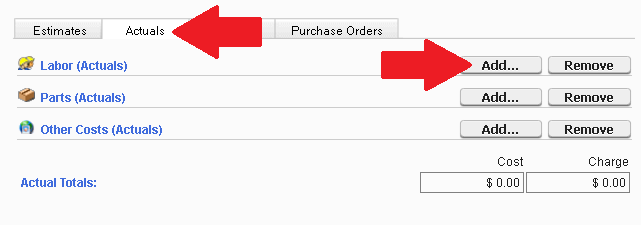 Estimates Actuals Purchase Orders
Labor (Actuals) Add... Remove
Parts (Actuals) Add... Remove
Other Costs (Actuals) Add... Remove
Cost Charge
Actual Totals: $ 0.00 $ 0.00